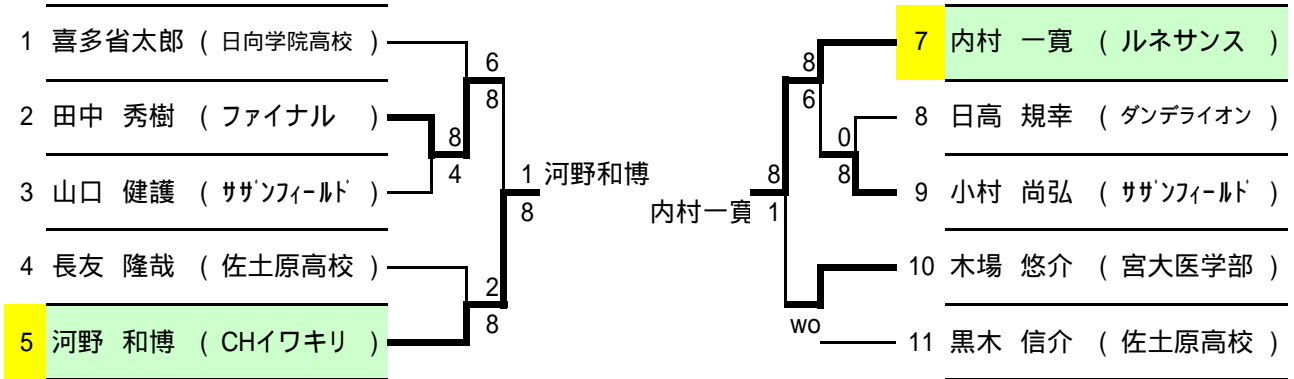 1 喜多省太郎 ( 日向学院高校 )
6
8
2 田中 秀樹 ( ファイナル )
8
4
3 山口 健護 ( ｻｻﾞﾝﾌｨｰﾙﾄﾞ )
1 河野和博
8
4 長友 隆哉 ( 佐土原高校 )
2
8
5 河野 和博 ( CHイワキリ )
7 内村 一寛 ( ルネサンス )
8
6
8 日高 規幸 ( ダンデライオン )
0
8
9 小村 尚弘 ( ｻｻﾞﾝﾌｨｰﾙﾄﾞ )
8
内村一寛 1
10 木場 悠介 ( 宮大医学部 )
wo
11 黒木 信介 ( 佐土原高校 )